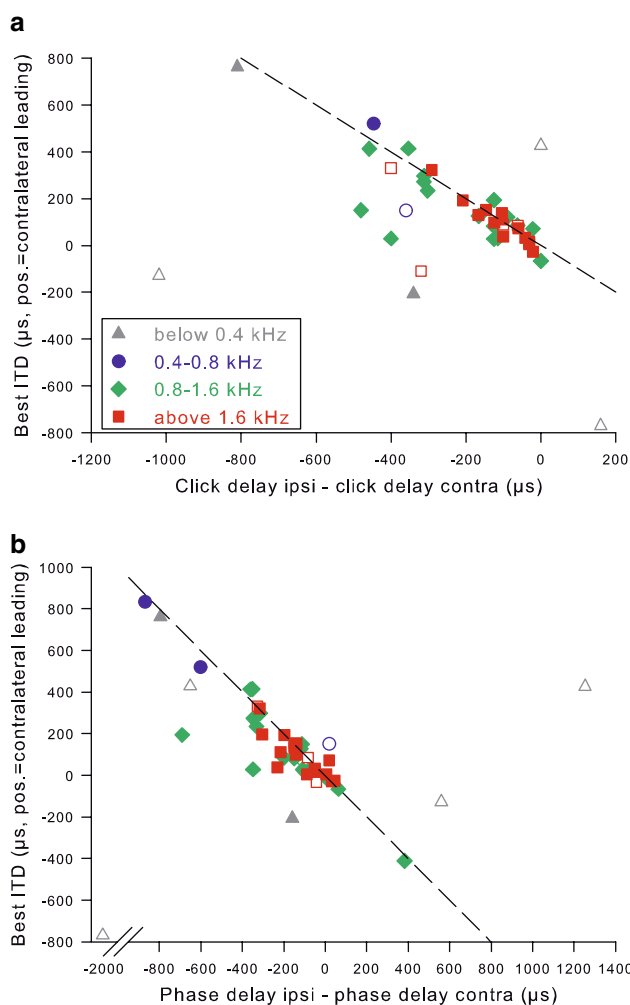 a
Best ITD (µs, pos.=contralateral leading)
800
600
400
200
0
-200
-400
-600
-800
below 0.4 kHz
0.4-0.8 kHz
0.8-1.6 kHz
above 1.6 kHz
-1200 -1000 -800 -600 -400 -200 0 200
Click delay ipsi - click delay contra (µs)
b
Best ITD (µs, pos.=contralateral leading)
1000
800
600
400
200
0
-200
-400
-600
-800
-2000 -800 -600 -400 -200 0 200 400 600 800 1000 1200 1400
Phase delay ipsi - phase delay contra (µs)